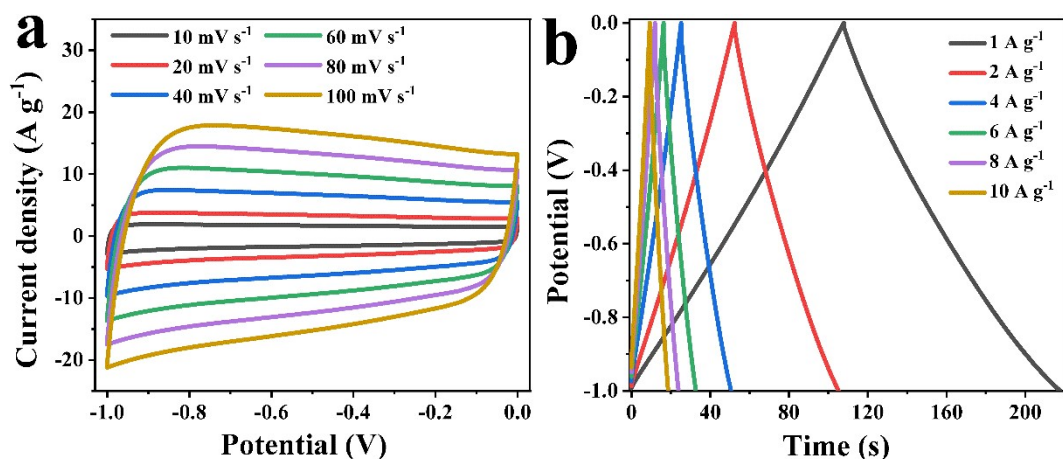 a
10 mV s⁻¹
60 mV s⁻¹
20 mV s⁻¹
80 mV s⁻¹
40 mV s⁻¹
100 mV s⁻¹
Current density (A g⁻¹)
30
20
10
0
-10
-20
-1.0
-0.8
-0.6
-0.4
-0.2
0.0
Potential (V)
b
1 A g⁻¹
2 A g⁻¹
4 A g⁻¹
6 A g⁻¹
8 A g⁻¹
10 A g⁻¹
Potential (V)
0.0
-0.2
-0.4
-0.6
-0.8
-1.0
0
40
80
120
160
200
Time (s)